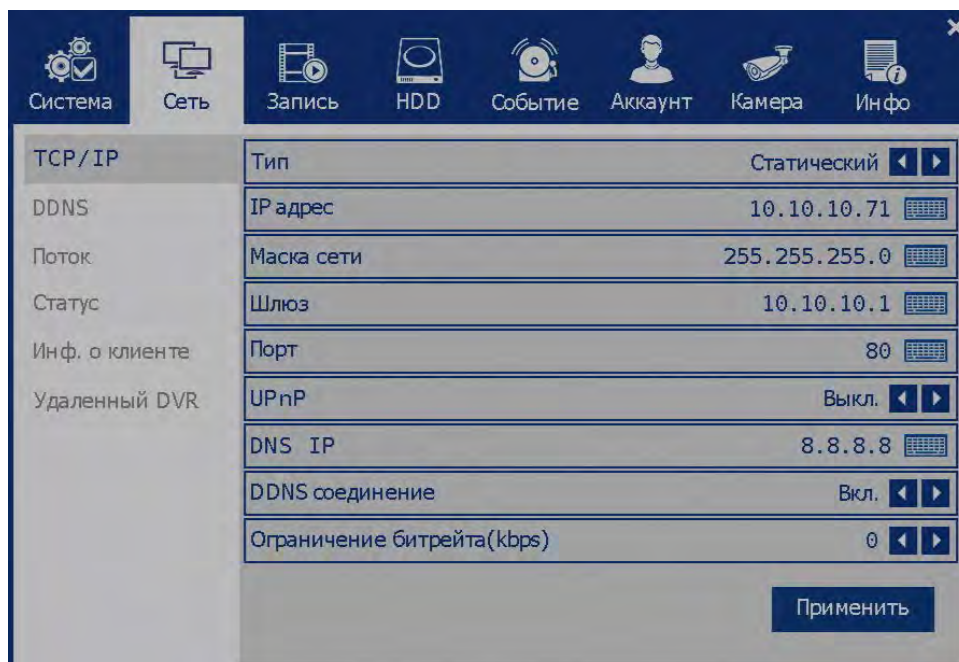 Система Сеть Запись HDD Событие Аккаунт Камера Инфо
TCP/IP
DDNS
Поток
Статус
Инф. о клиенте
Удаленный DVR
Тип Статический
IP адрес 10.10.10.71
Маска сети 255.255.255.0
Шлюз 10.10.10.1
Порт 80
UPnP Выкл.
DNS IP 8.8.8.8
DDNS соединение Вкл.
Ограничение битрейта(kbps) 0
Применить